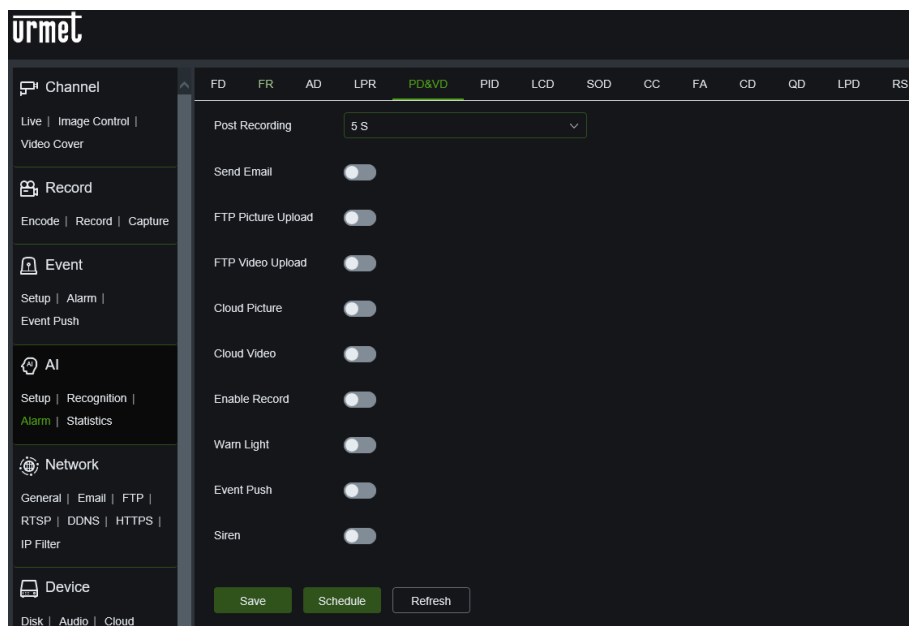 urmet
Channel
Live | Image Control |
Video Cover
Record
Encode | Record | Capture
Event
Setup | Alarm |
Event Push
AI
Setup | Recognition |
Alarm | Statistics
Network
General | Email | FTP |
RTSP | DDNS | HTTPS |
IP Filter
Device
Disk | Audio | Cloud
FD FR AD LPR PD&VD PID LCD SOD CC FA CD QD LPD RS
Post Recording 5 S
Send Email
FTP Picture Upload
FTP Video Upload
Cloud Picture
Cloud Video
Enable Record
Warn Light
Event Push
Siren
Save Schedule Refresh